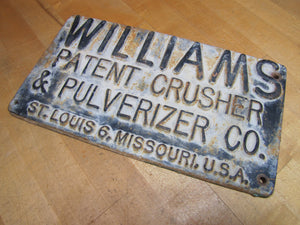 WILLIAMS
PATENT CRUSHER
& PULVERIZER CO.
ST. LOUIS 6, MISSOURI, U.S.A.